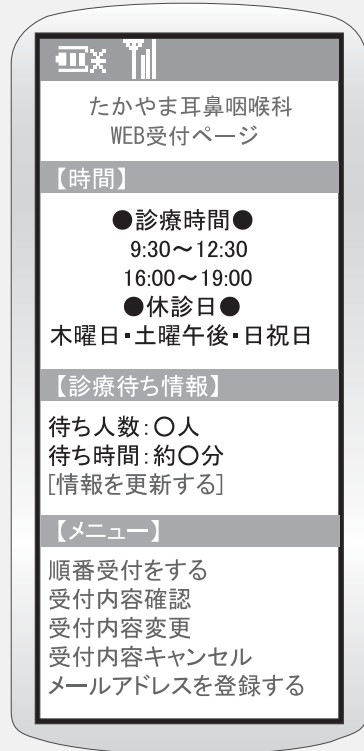 たかやま耳鼻咽喉科
WEB受付ページ
【時間】
●診療時間●
9:30～12:30
16:00～19:00
●休診日●
木曜日･土曜午後･日祝日
【診療待ち情報】
待ち人数:〇人
待ち時間:約〇分
[情報を更新する]
【メニュー】
順番受付をする
受付内容確認
受付内容変更
受付内容キャンセル
メールアドレスを登録する